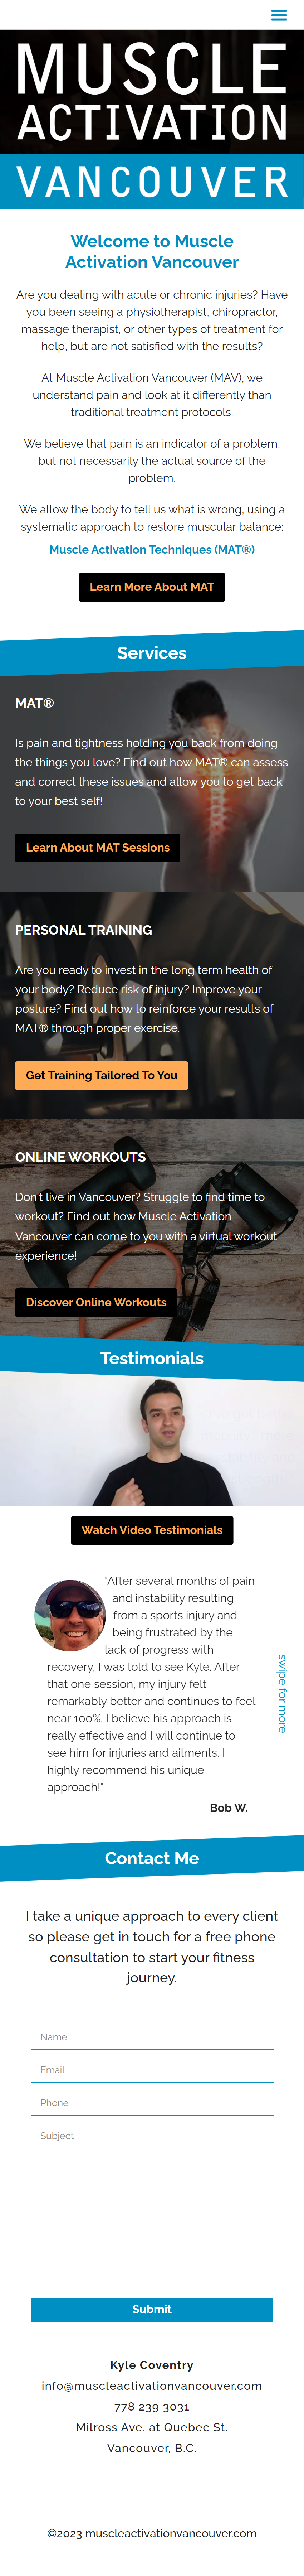 MUSCLE
ACTIVATION
VANCOUVER
Welcome to Muscle
Activation Vancouver
Are you dealing with acute or chronic injuries? Have
you been seeing a physiotherapist, chiropractor,
massage therapist, or other types of treatment for
help, but are not satisfied with the results?
At Muscle Activation Vancouver (MAV), we
understand pain and look at it differently than
traditional treatment protocols.
We believe that pain is an indicator of a problem,
but not necessarily the actual source of the
problem.
We allow the body to tell us what is wrong, using a
systematic approach to restore muscular balance:
Muscle Activation Techniques (MAT®)
Learn More About MAT
Services
MAT®
Is pain and tightness holding you back from doing
the things you love? Find out how MAT® can assess
and correct these issues and allow you to get back
to your best self!
Learn About MAT Sessions
PERSONAL TRAINING
Are you ready to invest in the long term health of
your body? Reduce risk of injury? Improve your
posture? Find out how to reinforce your results of
MAT® through proper exercise.
Get Training Tailored To You
ONLINE WORKOUTS
Don't live in Vancouver? Struggle to find time to
workout? Find out how Muscle Activation
Vancouver can come to you with a virtual workout
experience!
Discover Online Workouts
Testimonials
Watch Video Testimonials
"After several months of pain
and instability resulting
from a sports injury and
being frustrated by the
lack of progress with
recovery, I was told to see Kyle. After
that one session, my injury felt
remarkably better and continues to feel
near 100%. I believe his approach is
really effective and I will continue to
see him for injuries and ailments. I
highly recommend his unique
approach!"
Bob W.
swipe for more
Contact Me
I take a unique approach to every client
so please get in touch for a free phone
consultation to start your fitness
journey.
Name
Email
Phone
Subject
Submit
Kyle Coventry
info@muscleactivationvancouver.com
778 239 3031
Milross Ave. at Quebec St.
Vancouver, B.C.
©2023 muscleactivationvancouver.com